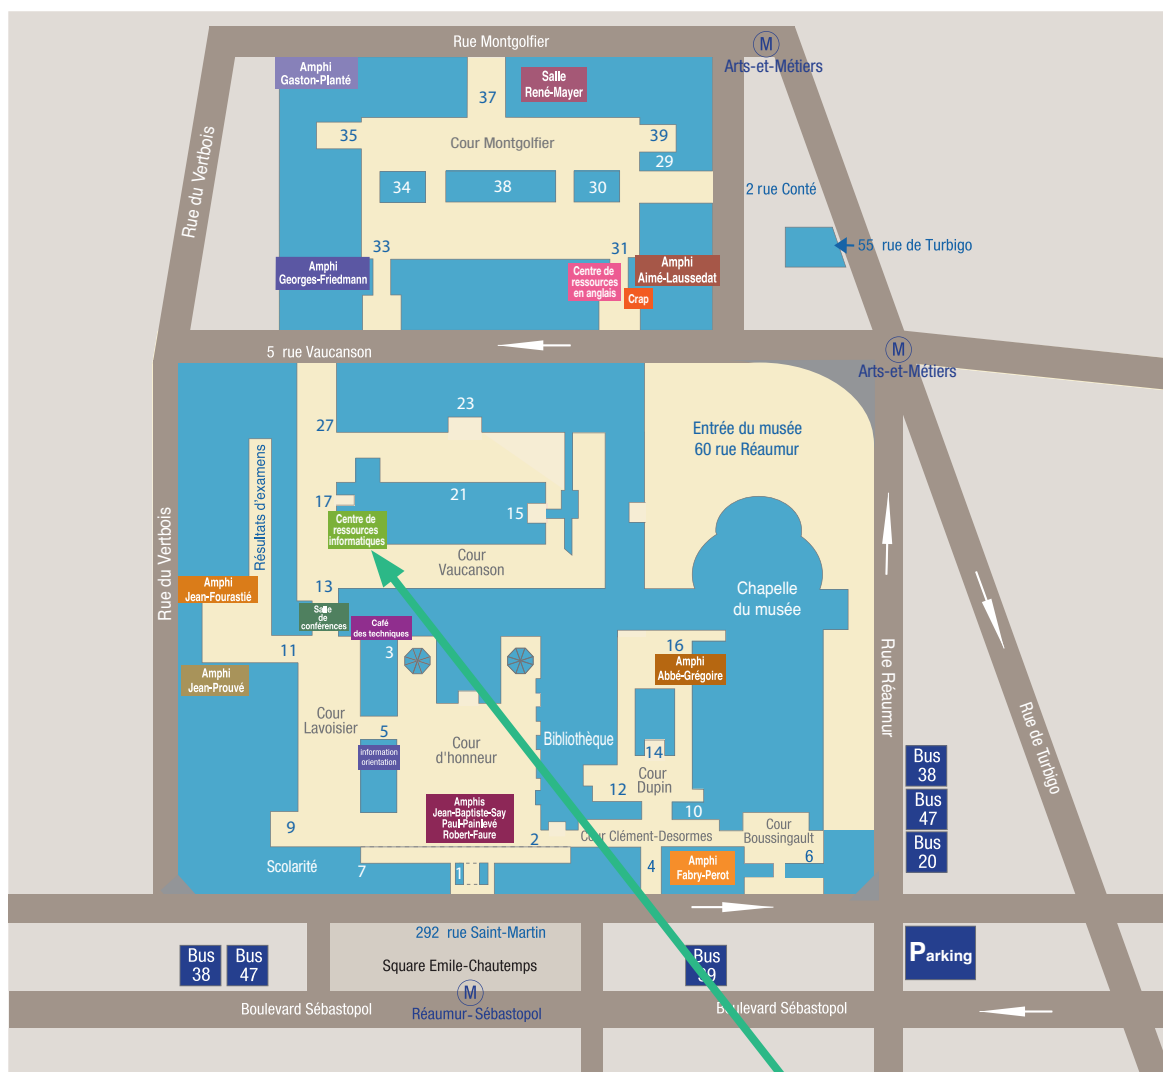 Rue Montgolfier
M
Arts-et-Métiers
Amphi
Gaston-Planté
Salle
René-Mayer
37
35
39
Cour Montgolfier
29
Rue du Vertbois
34
38
30
2 rue Conté
33
31
55 rue de Turbigo
Amphi
Georges-Friedmann
Centre de
ressources
en anglais
Amphi
Aimé-Laussedat
Crap
5 rue Vaucanson
M
Arts-et-Métiers
23
27
Entrée du musée
60 rue Réaumur
Résultats d'examens
17
21
15
Centre de
ressources
informatiques
Cour
Vaucanson
Rue du Vertbois
13
Amphi
Jean-Fourastié
Chapelle
du musée
Salle
de
conférences
Café
des techniques
11
3
16
Amphi
Jean-Prouvé
Amphi
Abbé-Grégoire
Rue Réaumur
Cour
Lavoisier
5
information
orientation
Cour
d'honneur
Bibliothèque
14
Cour
Dupin
12
10
Rue de Turbigo
Bus
38
Bus
47
Bus
20
Amphis
Jean-Baptiste-Say
Paul-Painlevé
Robert-Faure
9
2
Cour Clément-Desormes
Cour
Boussingault
Scolarité
7
1
4
Amphi
Fabry-Perot
6
292 rue Saint-Martin
Square Emile-Chautemps
Bus
38
Bus
47
Bus
39
Parking
M
Réaumur-Sébastopol
Boulevard Sébastopol
Boulevard Sébastopol